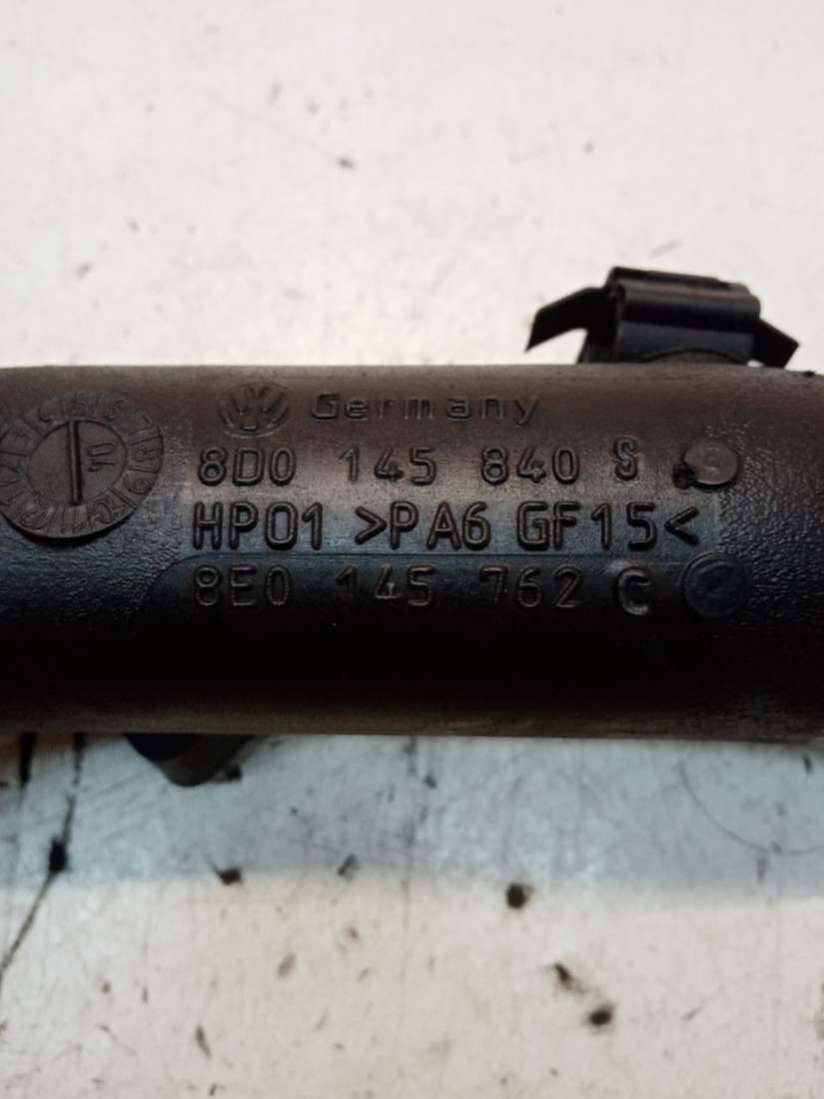 Germany
8D0 145 840 S
HP01 >PA6 GF15<
8E0 145 762 C